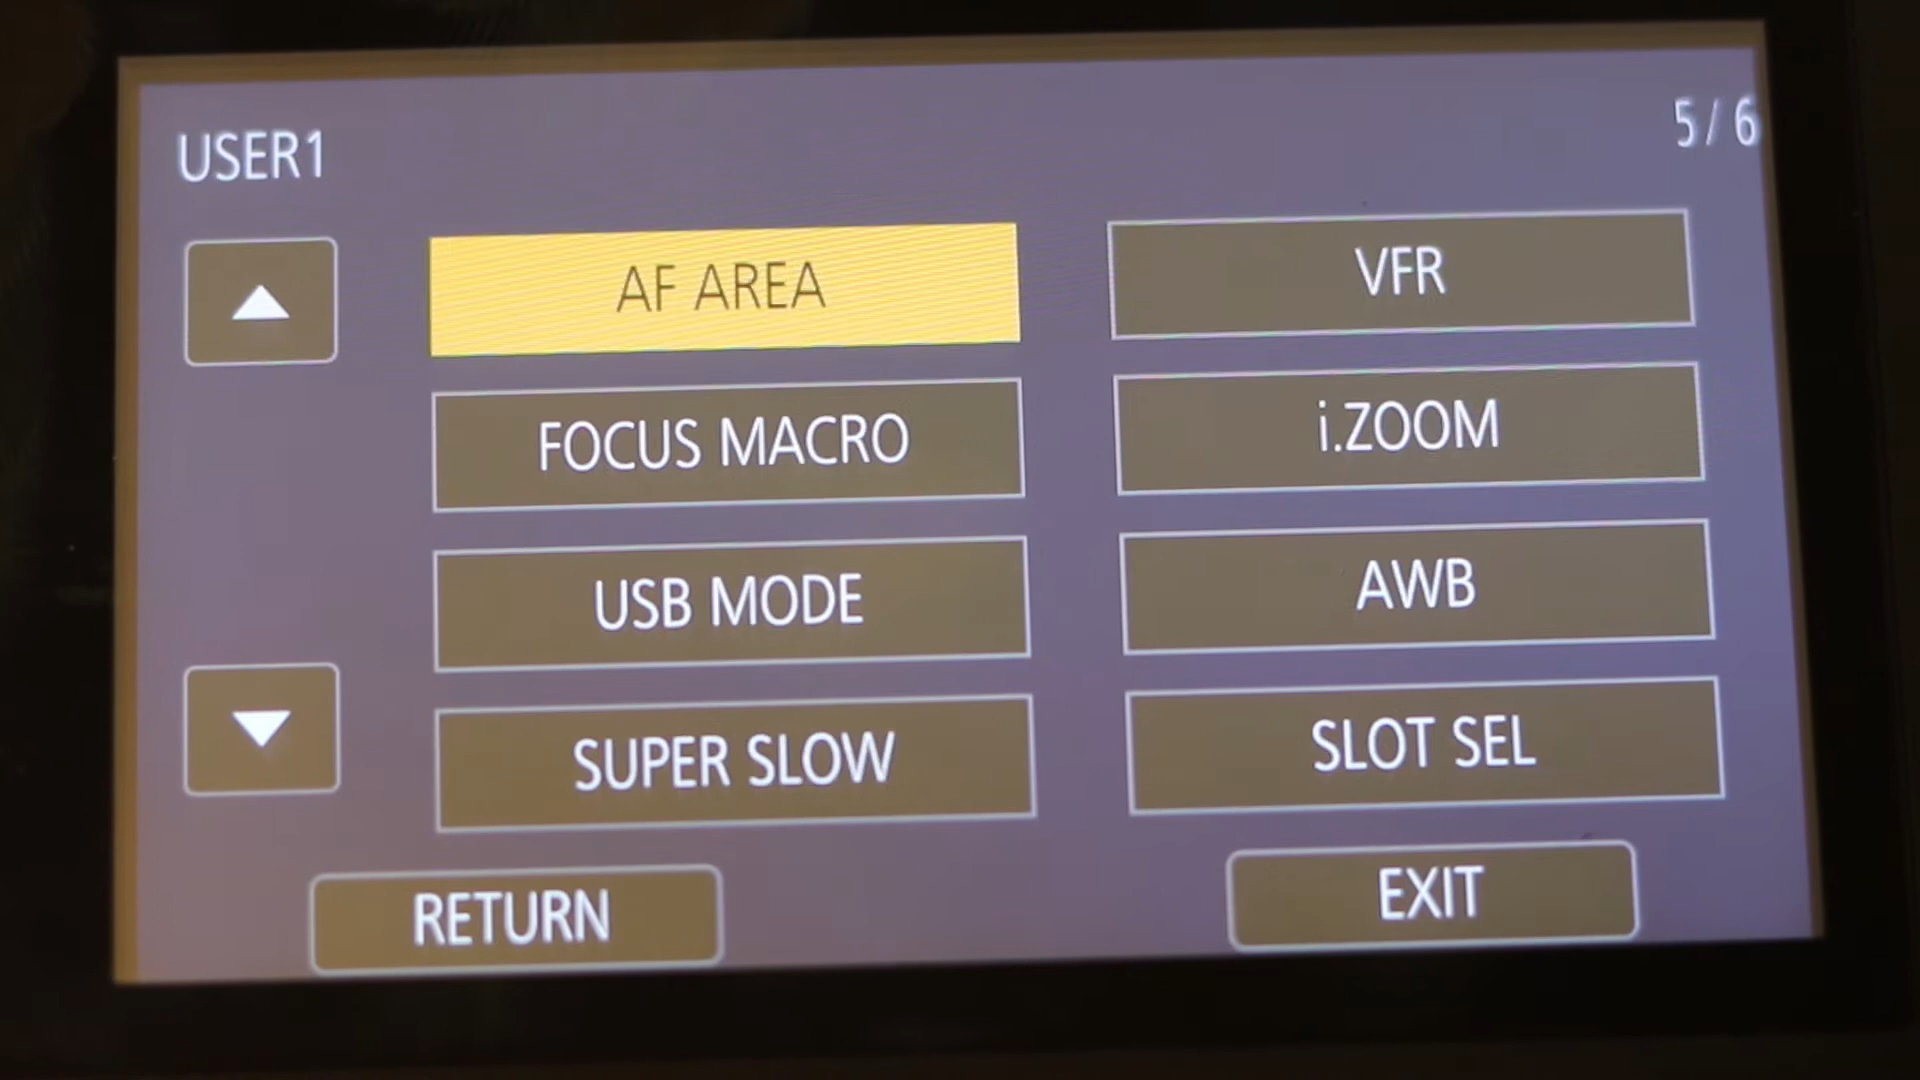 USER1
5/6
AF AREA
VFR
FOCUS MACRO
i.ZOOM
USB MODE
AWB
SUPER SLOW
SLOT SEL
RETURN
EXIT